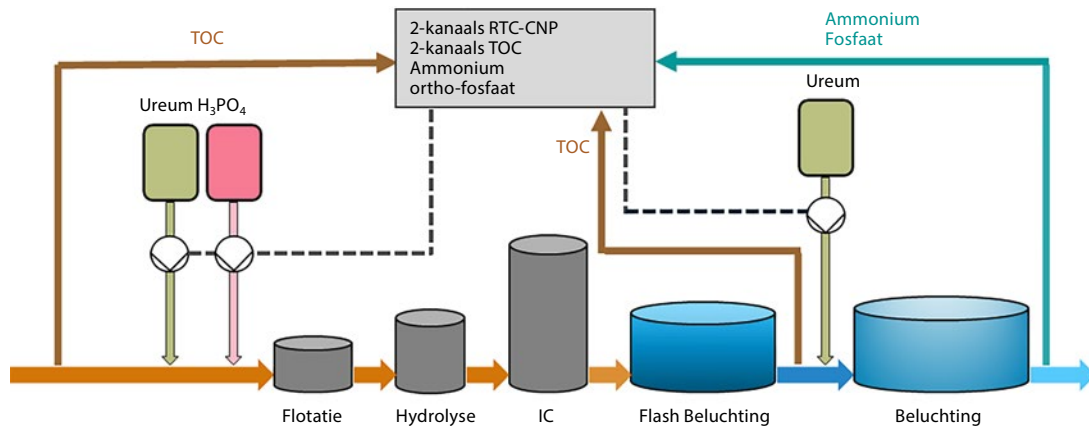 TOC
2-kanaals RTC-CNP
2-kanaals TOC
Ammonium
ortho-fosfaat
Ammonium
Fosfaat
Ureum H₃PO₄
Ureum
TOC
Flotatie
Hydrolyse
IC
Flash Beluchting
Beluchting